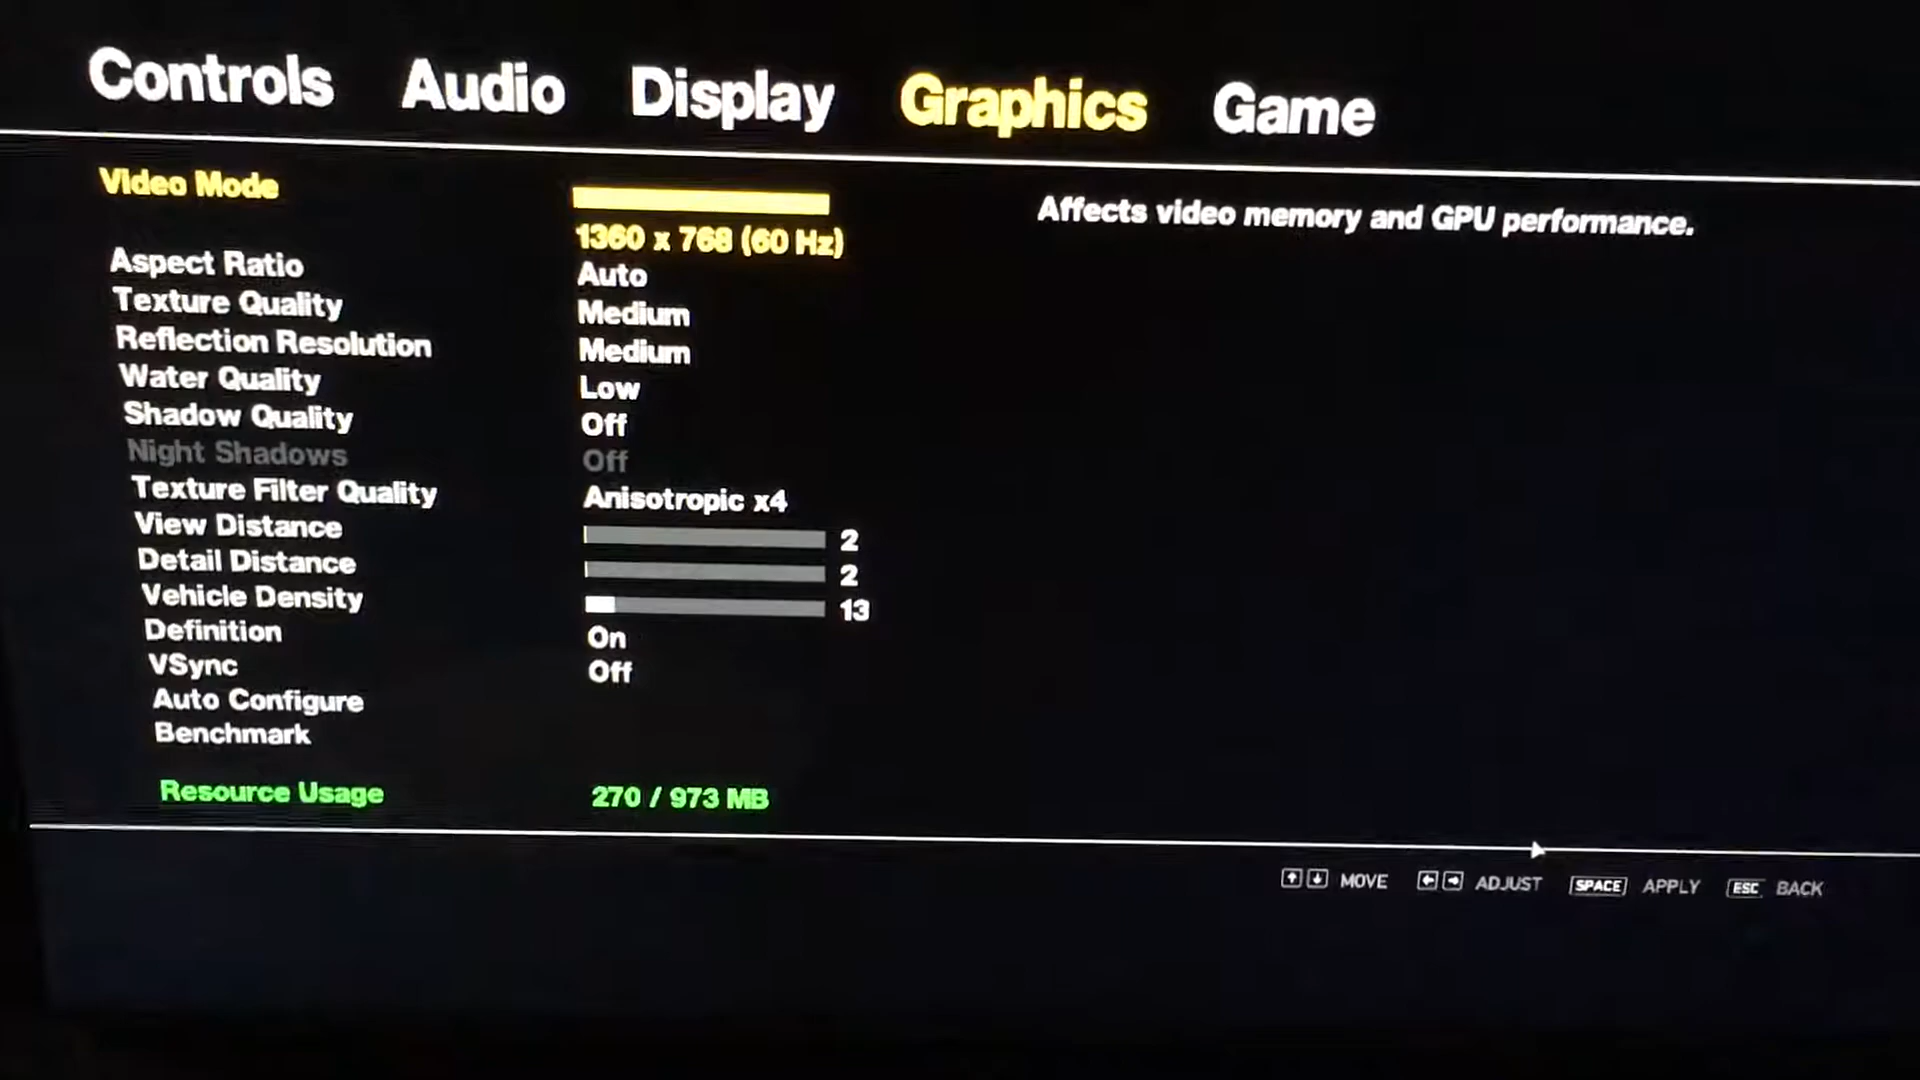 Controls Audio Display Graphics Game
Video Mode
1360 x 768 (60 Hz)
Affects video memory and GPU performance.
Aspect Ratio Auto
Texture Quality Medium
Reflection Resolution Medium
Water Quality Low
Shadow Quality Off
Night Shadows Off
Texture Filter Quality Anisotropic x4
View Distance 2
Detail Distance 2
Vehicle Density 13
Definition On
VSync Off
Auto Configure
Benchmark
Resource Usage 270 / 973 MB
MOVE ADJUST SPACE APPLY ESC BACK